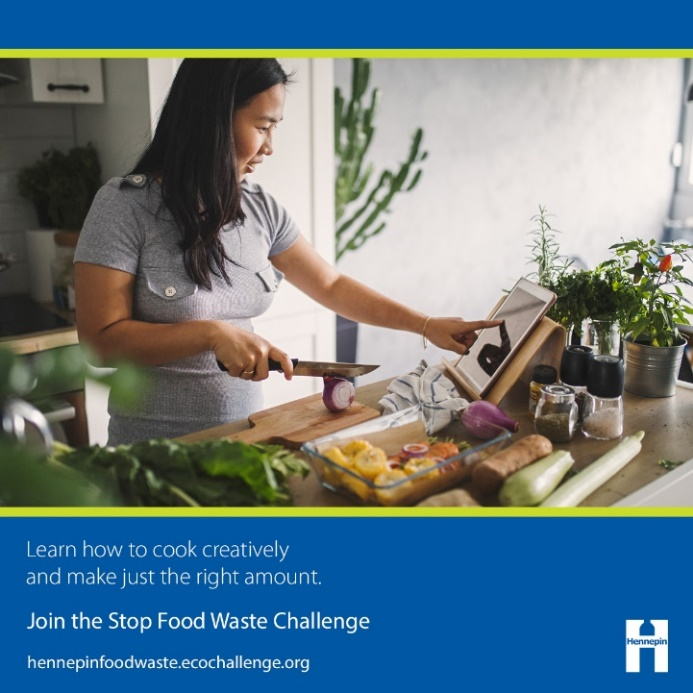 Learn how to cook creatively
and make just the right amount.
Join the Stop Food Waste Challenge
hennepinfoodwaste.ecochallenge.org
Hennepin